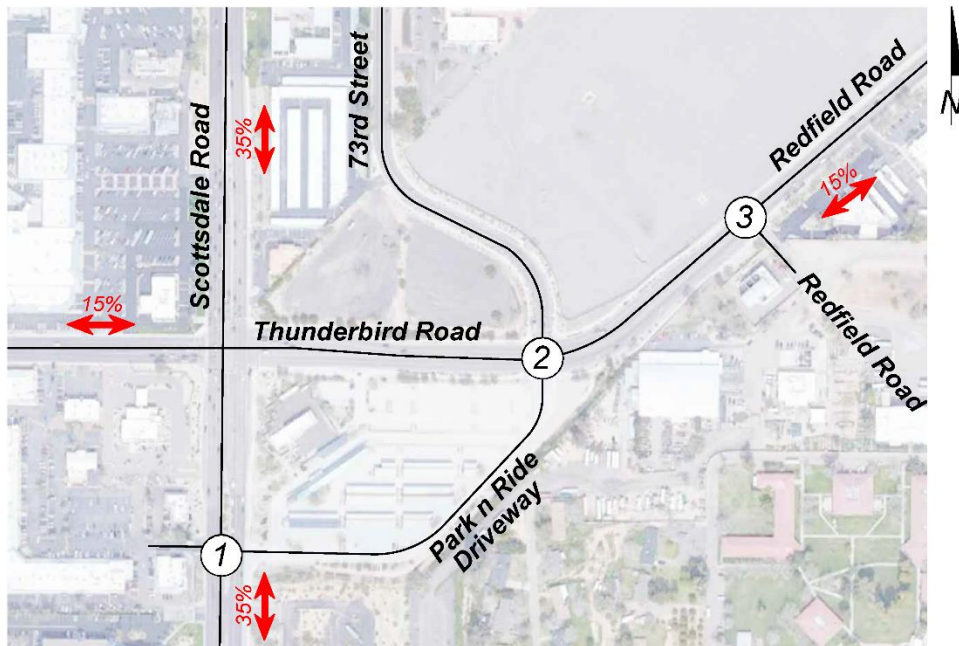 73rd Street
Redfield Road
Scottsdale Road
35%
15%
N
3
15%
Thunderbird Road
2
Redfield Road
Park n Ride
Driveway
1
35%